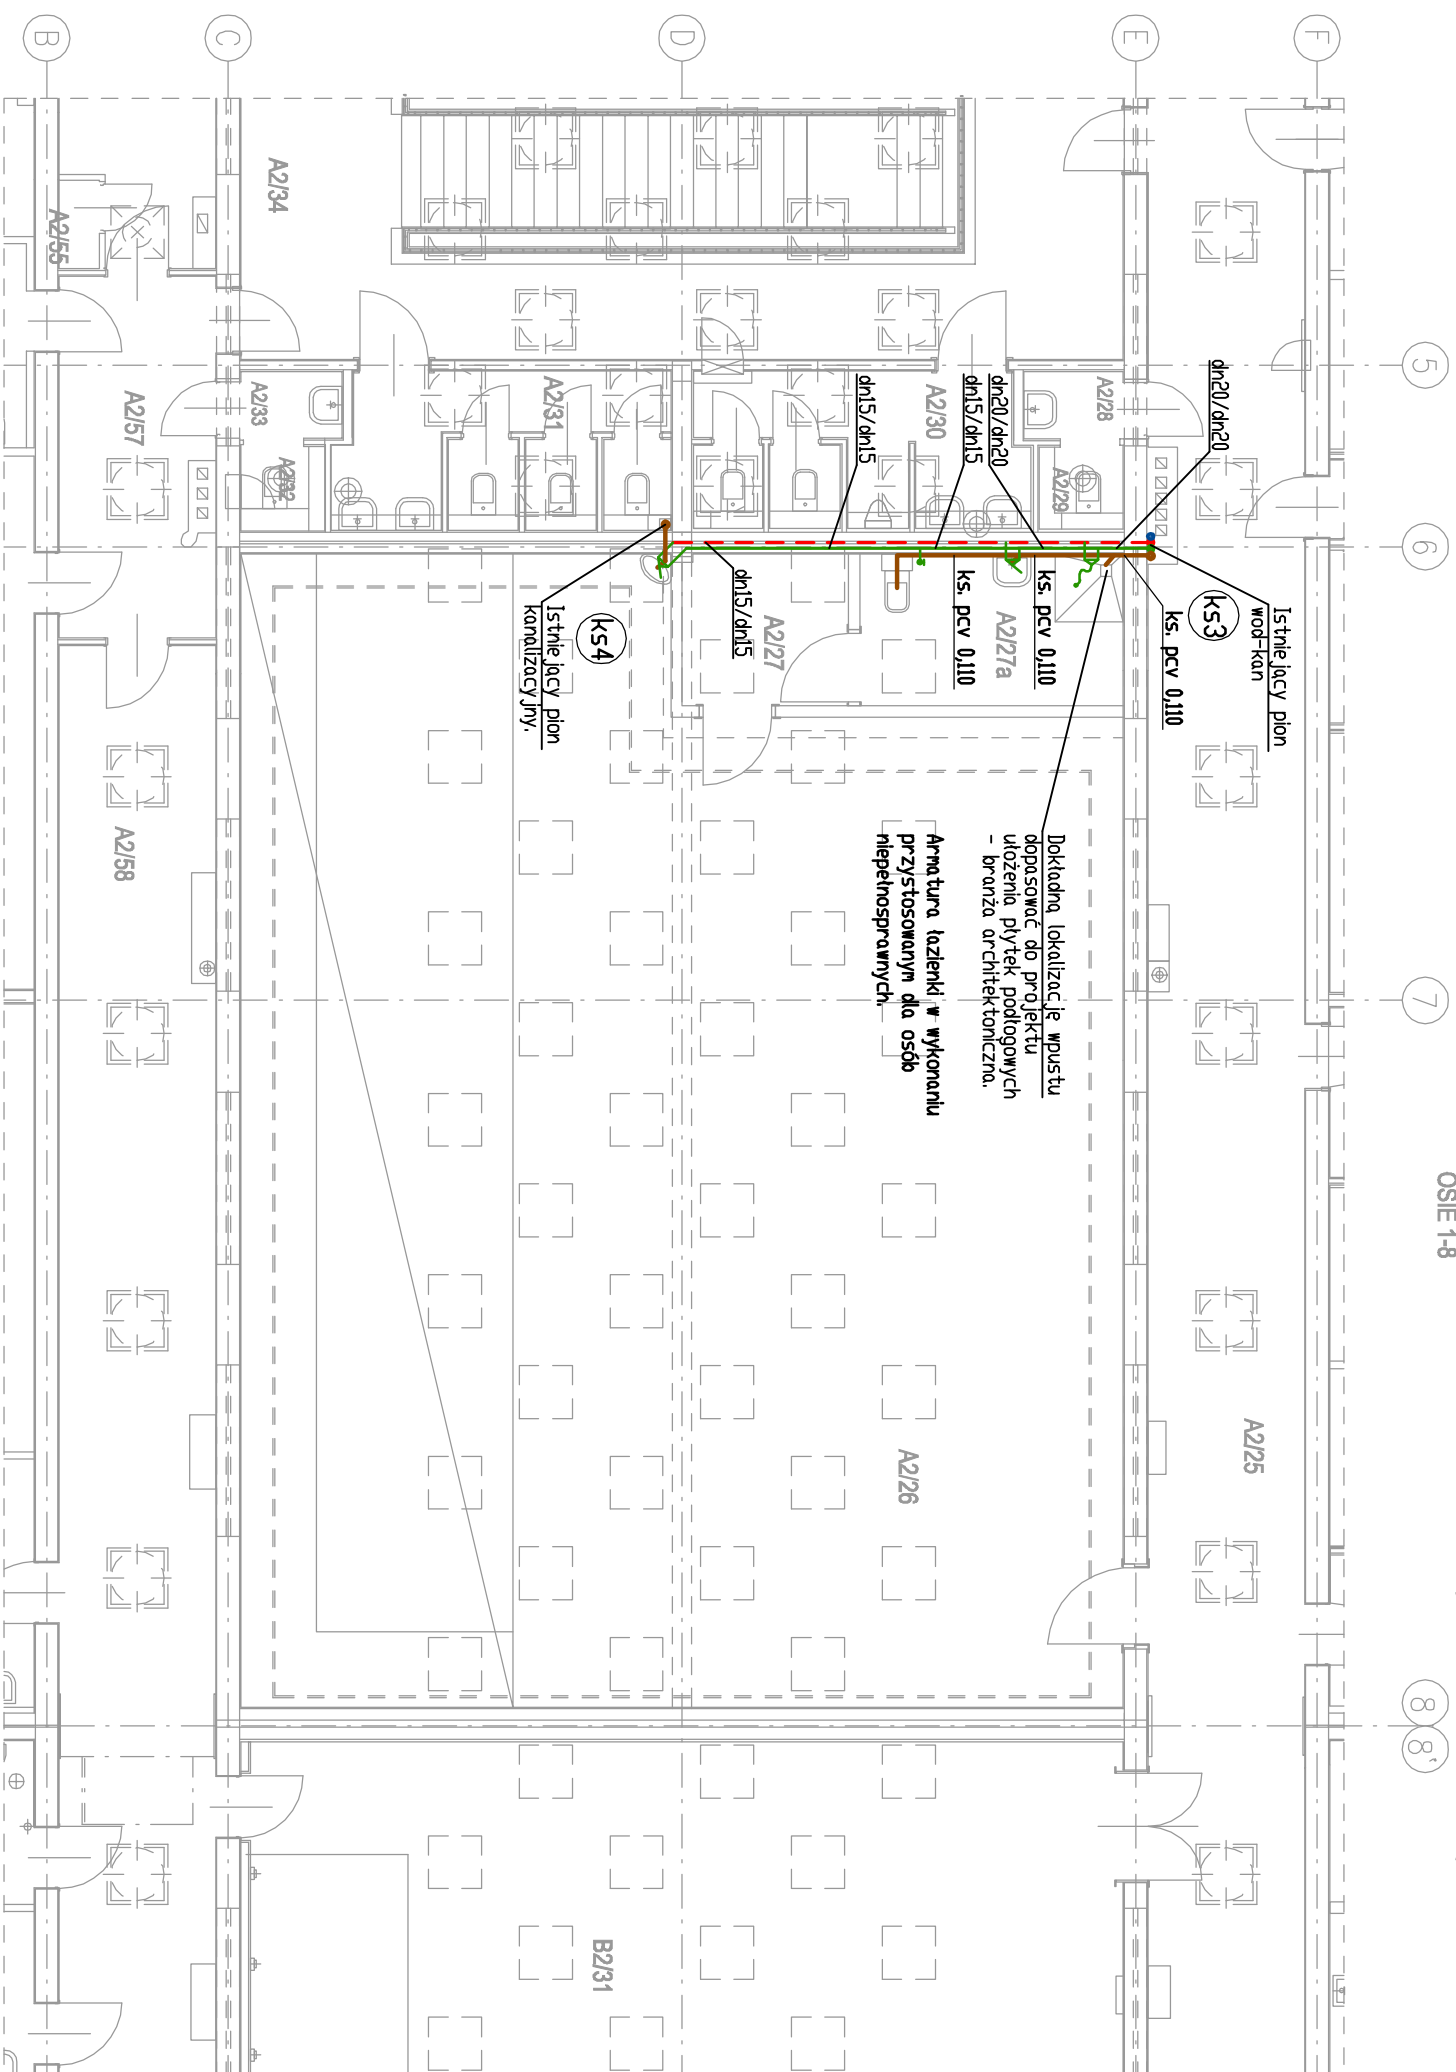 OSIE 1-8
5
6
7
8
8'
F
E
D
C
B
A2/25
Istniejący pion
wod-kan
ks3
ks. pcv 0,110
dn20/dn20
A2/28
A2/29
dn20/dn20
dn15/dn15
A2/30
dn15/dn15
ks. pcv 0,110
A2/27a
ks. pcv 0,110
A2/27
dn15/dn15
Dokładną lokalizację wpustu
dopasować do projektu
ułożenia płytek podłogowych
- branża architektoniczna.
Armatura łazienki w wykonaniu
przystosowanym dla osób
niepełnosprawnych.
A2/26
A2/31
ks4
Istniejący pion
kanalizacyjny.
B2/31
A2/34
A2/33
A2/32
A2/57
A2/58
A2/55